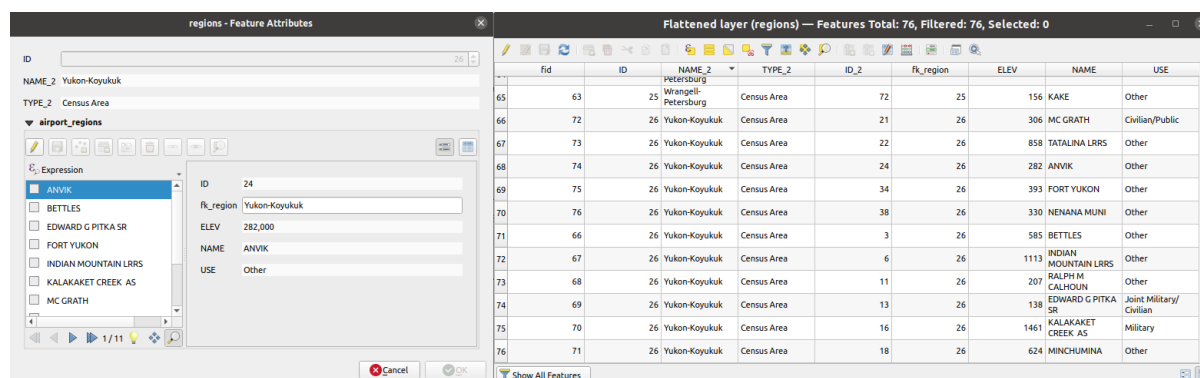 regions - Feature Attributes
ID 26
NAME_2 Yukon-Koyukuk
TYPE_2 Census Area
airport_regions
Expression
ANVIK
BETTLES
EDWARD G PITKA SR
FORT YUKON
INDIAN MOUNTAIN LRRS
KALAKAKET CREEK AS
MC GRATH
1/11
ID 24
fk_region Yukon-Koyukuk
ELEV 282,000
NAME ANVIK
USE Other
Cancel OK
Flattened layer (regions) — Features Total: 76, Filtered: 76, Selected: 0
fid ID NAME_2 TYPE_2 ID_2 fk_region ELEV NAME USE
Petersburg
65 63 25 Wrangell-Petersburg Census Area 72 25 156 KAKE Other
66 72 26 Yukon-Koyukuk Census Area 21 26 306 MC GRATH Civilian/Public
67 73 26 Yukon-Koyukuk Census Area 22 26 858 TATALINA LRRS Other
68 74 26 Yukon-Koyukuk Census Area 24 26 282 ANVIK Other
69 75 26 Yukon-Koyukuk Census Area 34 26 393 FORT YUKON Other
70 76 26 Yukon-Koyukuk Census Area 38 26 330 NENANA MUNI Other
71 66 26 Yukon-Koyukuk Census Area 3 26 585 BETTLES Other
72 67 26 Yukon-Koyukuk Census Area 6 26 1113 INDIAN MOUNTAIN LRRS Other
73 68 26 Yukon-Koyukuk Census Area 11 26 207 RALPH M CALHOUN Other
74 69 26 Yukon-Koyukuk Census Area 13 26 138 EDWARD G PITKA SR Joint Military/Civilian
75 70 26 Yukon-Koyukuk Census Area 16 26 1461 KALAKAKET CREEK AS Military
76 71 26 Yukon-Koyukuk Census Area 18 26 624 MINCHUMINA Other
Show All Features